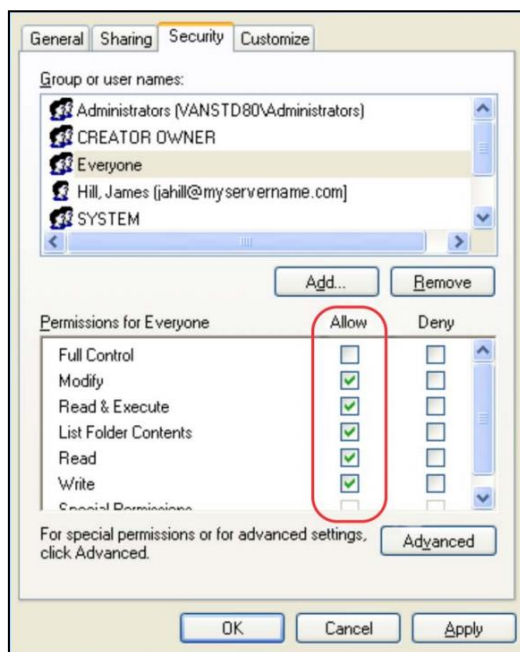 General Sharing Security Customize
Group or user names:
Administrators (VANSTD80\Administrators)
CREATOR OWNER
Everyone
Hill, James (jahill@myservername.com]
SYSTEM
Add... Remove
Permissions for Everyone Allow Deny
Full Control
Modify
Read & Execute
List Folder Contents
Read
Write
Special Permissions
For special permissions or for advanced settings,
click Advanced.
Advanced
OK Cancel Apply